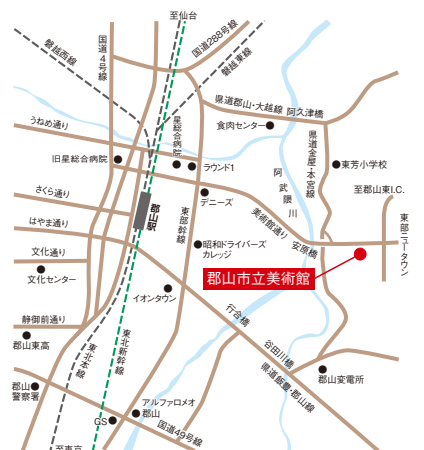 至仙台
国道4号線
国道288号線
磐越西線
磐越東線
県道郡山・大越線
阿久津橋
うねめ通り
星総合病院
食肉センター
県道金屋・本宮線
旧星総合病院
ラウンド1
東芳小学校
阿武隈川
至郡山東I.C.
さくら通り
デニーズ
郡山駅
美術館通り
はやま通り
東部幹線
安原橋
東部ニュータウン
昭和ドライバーズ
カレッジ
文化通り
文化センター
郡山市立美術館
イオンタウン
行合橋
静御前通り
郡山東高
東北本線
東北新幹線
谷田川橋
県道飯豊・郡山線
郡山変電所
郡山
警察署
アルファロメオ
郡山
GS
国道49号線
至東京